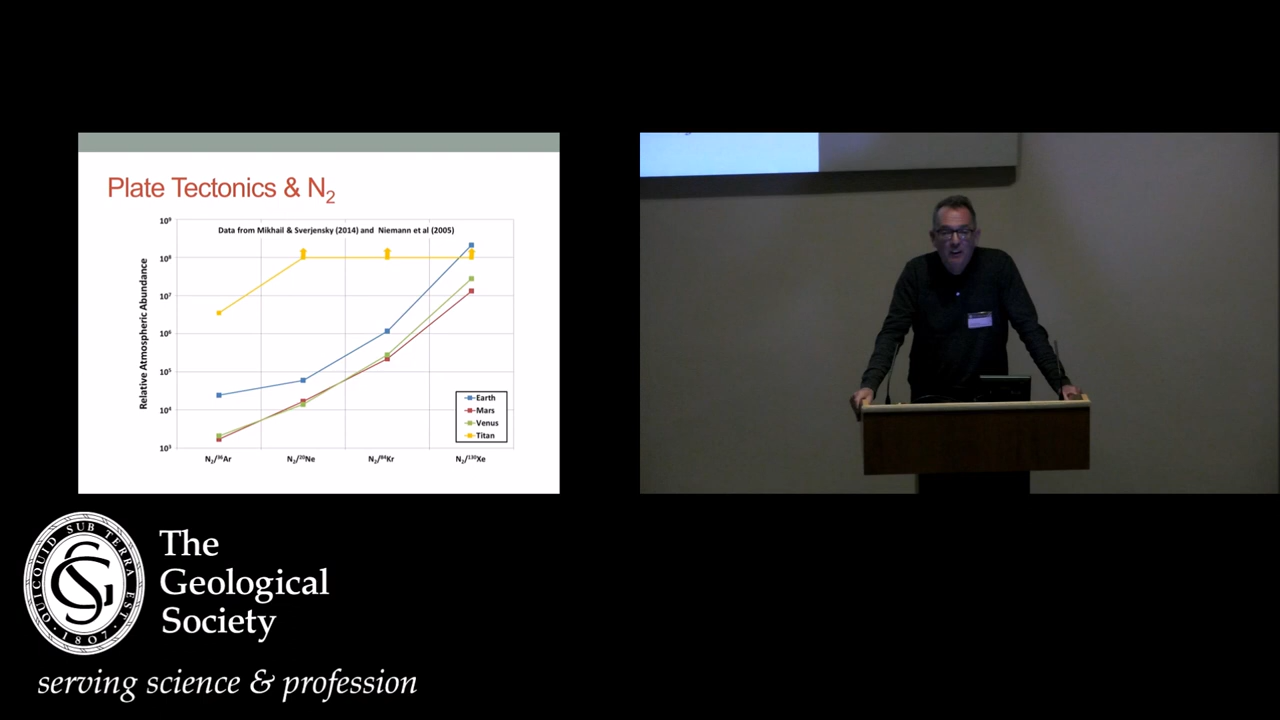 Plate Tectonics & N2
Data from Mikhail & Sverjensky (2014) and Niemann et al (2005)
Relative Atmospheric Abundance
10⁹
10⁸
10⁷
10⁶
10⁵
10⁴
10³
N2/³⁶Ar
N2/²⁰Ne
N2/⁸⁴Kr
N2/¹³⁰Xe
Earth
Mars
Venus
Titan
QUICQUID SUB TERRA EST
GS
1807
The
Geological
Society
serving science & profession